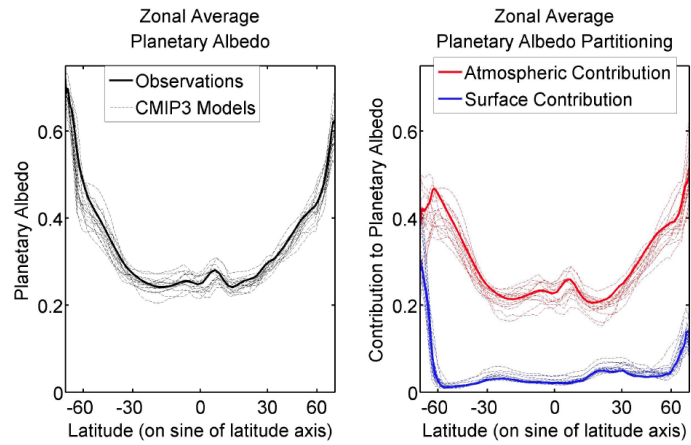 Zonal Average
Planetary Albedo
Observations
CMIP3 Models
Planetary Albedo
0.6
0.4
0.2
0
-60 -30 0 30 60
Latitude (on sine of latitude axis)
Zonal Average
Planetary Albedo Partitioning
Atmospheric Contribution
Surface Contribution
Contribution to Planetary Albedo
0.6
0.4
0.2
0
-60 -30 0 30 60
Latitude (on sine of latitude axis)